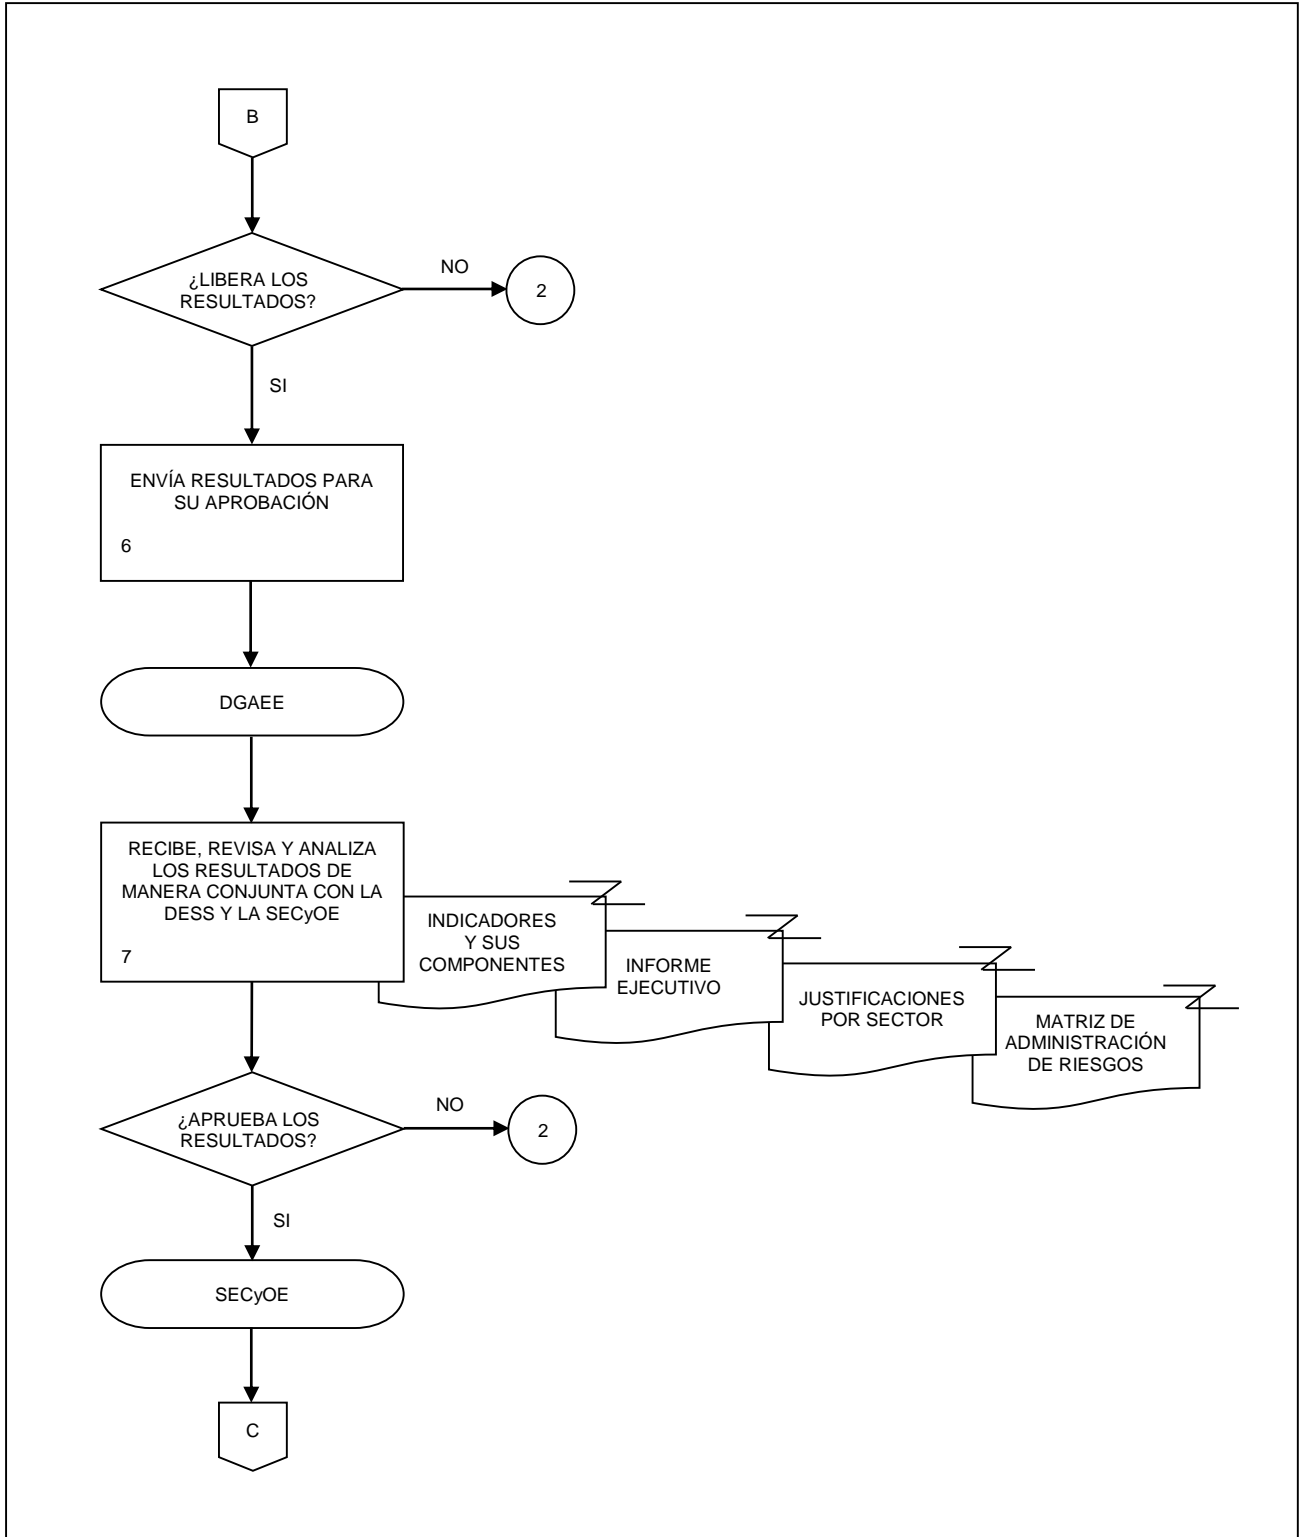 B
¿LIBERA LOS
RESULTADOS?
NO
2
SI
ENVÍA RESULTADOS PARA
SU APROBACIÓN
6
DGAEE
RECIBE, REVISA Y ANALIZA
LOS RESULTADOS DE
MANERA CONJUNTA CON LA
DESS Y LA SECyOE
7
INDICADORES
Y SUS
COMPONENTES
INFORME
EJECUTIVO
JUSTIFICACIONES
POR SECTOR
MATRIZ DE
ADMINISTRACIÓN
DE RIESGOS
¿APRUEBA LOS
RESULTADOS?
NO
2
SI
SECyOE
C